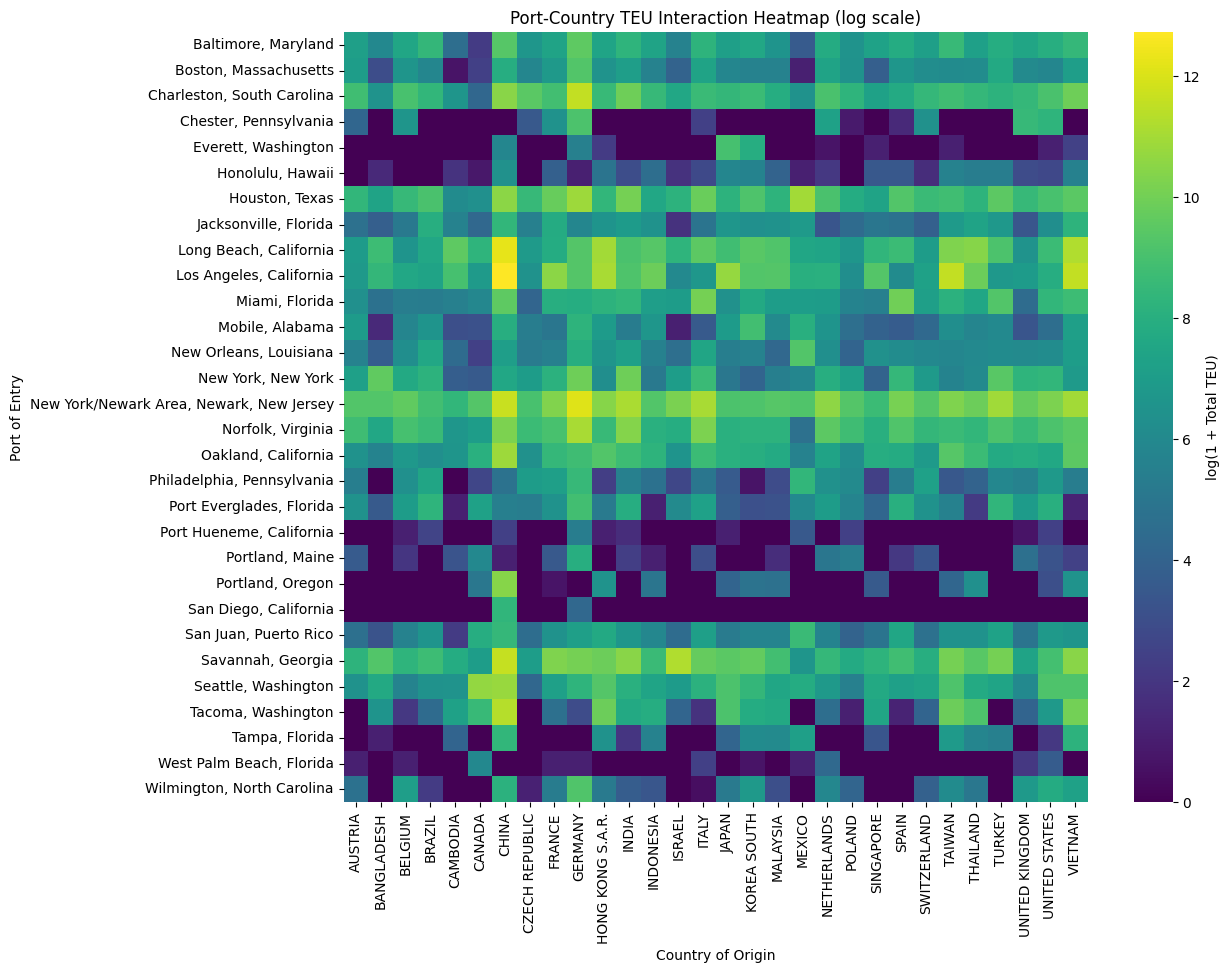 Port-Country TEU Interaction Heatmap (log scale)
Port of Entry
Baltimore, Maryland
Boston, Massachusetts
Charleston, South Carolina
Chester, Pennsylvania
Everett, Washington
Honolulu, Hawaii
Houston, Texas
Jacksonville, Florida
Long Beach, California
Los Angeles, California
Miami, Florida
Mobile, Alabama
New Orleans, Louisiana
New York, New York
New York/Newark Area, Newark, New Jersey
Norfolk, Virginia
Oakland, California
Philadelphia, Pennsylvania
Port Everglades, Florida
Port Hueneme, California
Portland, Maine
Portland, Oregon
San Diego, California
San Juan, Puerto Rico
Savannah, Georgia
Seattle, Washington
Tacoma, Washington
Tampa, Florida
West Palm Beach, Florida
Wilmington, North Carolina
AUSTRIA
BANGLADESH
BELGIUM
BRAZIL
CAMBODIA
CANADA
CHINA
CZECH REPUBLIC
FRANCE
GERMANY
HONG KONG S.A.R.
INDIA
INDONESIA
ISRAEL
ITALY
JAPAN
KOREA SOUTH
MALAYSIA
MEXICO
NETHERLANDS
POLAND
SINGAPORE
SPAIN
SWITZERLAND
TAIWAN
THAILAND
TURKEY
UNITED KINGDOM
UNITED STATES
VIETNAM
Country of Origin
12
10
8
6
4
2
0
log(1 + Total TEU)